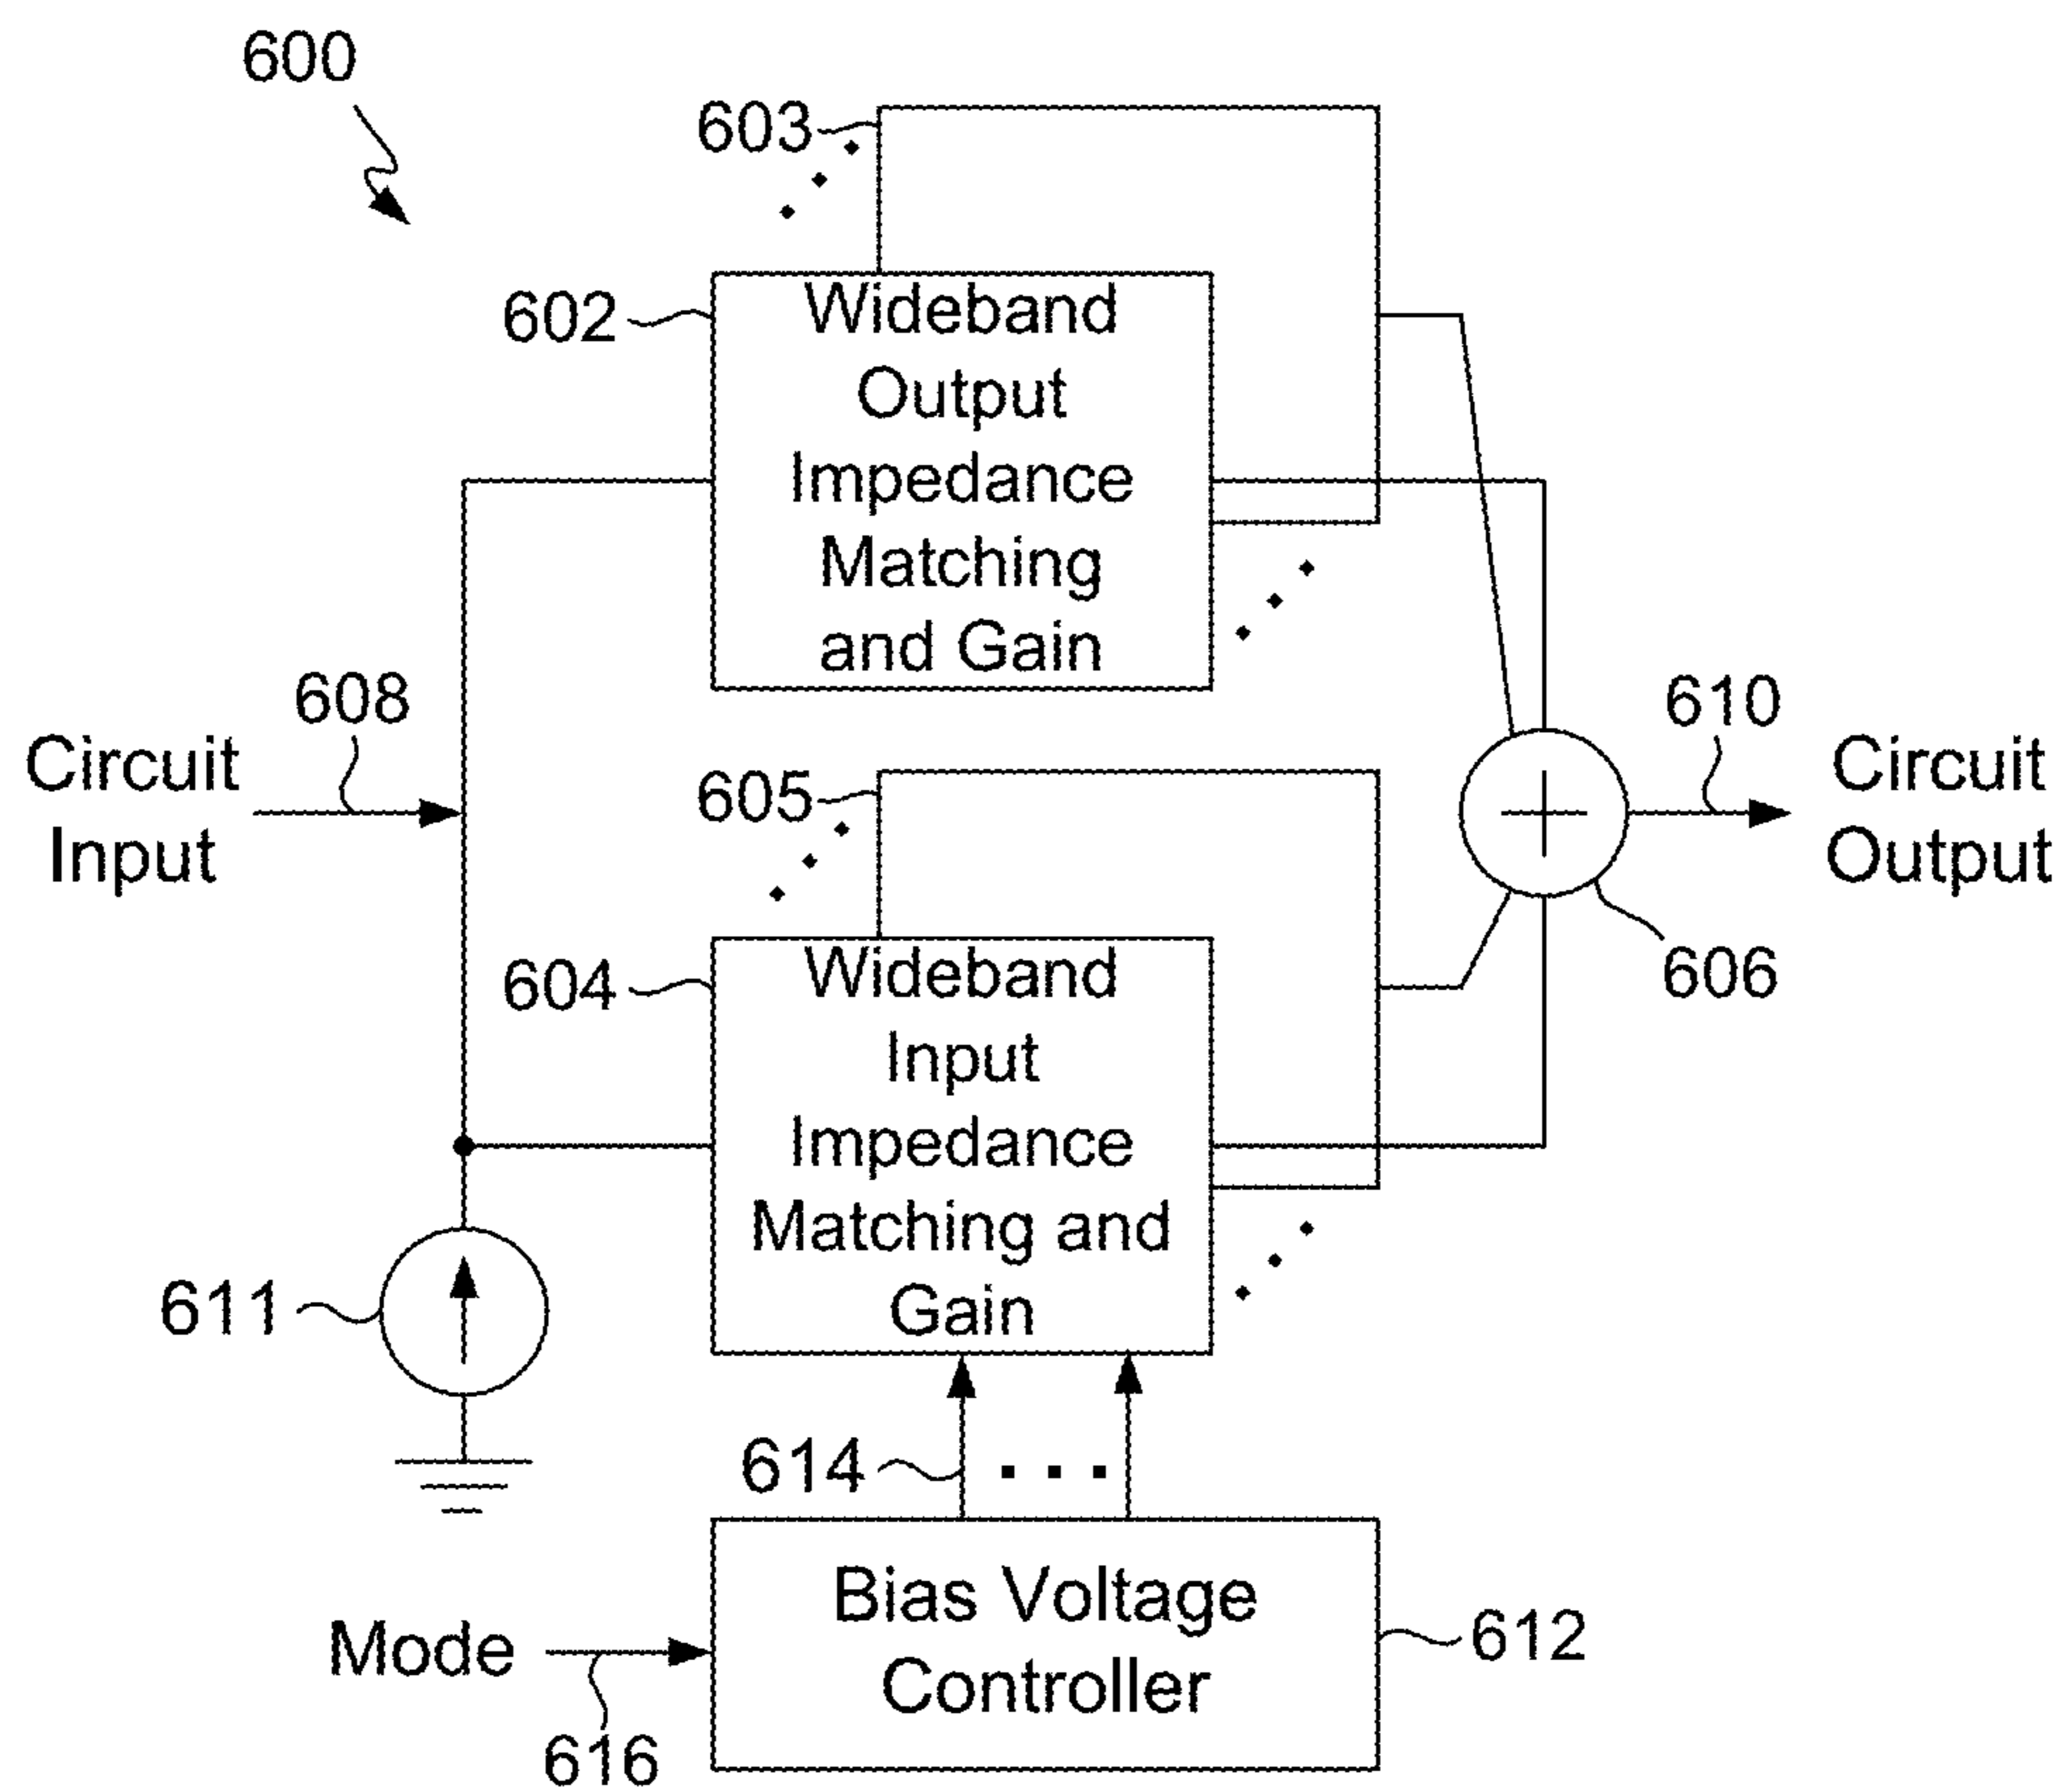 600
603
602
Wideband
Output
Impedance
Matching
and Gain
608
Circuit
Input
610
Circuit
Output
605
606
604
Wideband
Input
Impedance
Matching and
Gain
611
614
Bias Voltage
Controller
612
Mode
616